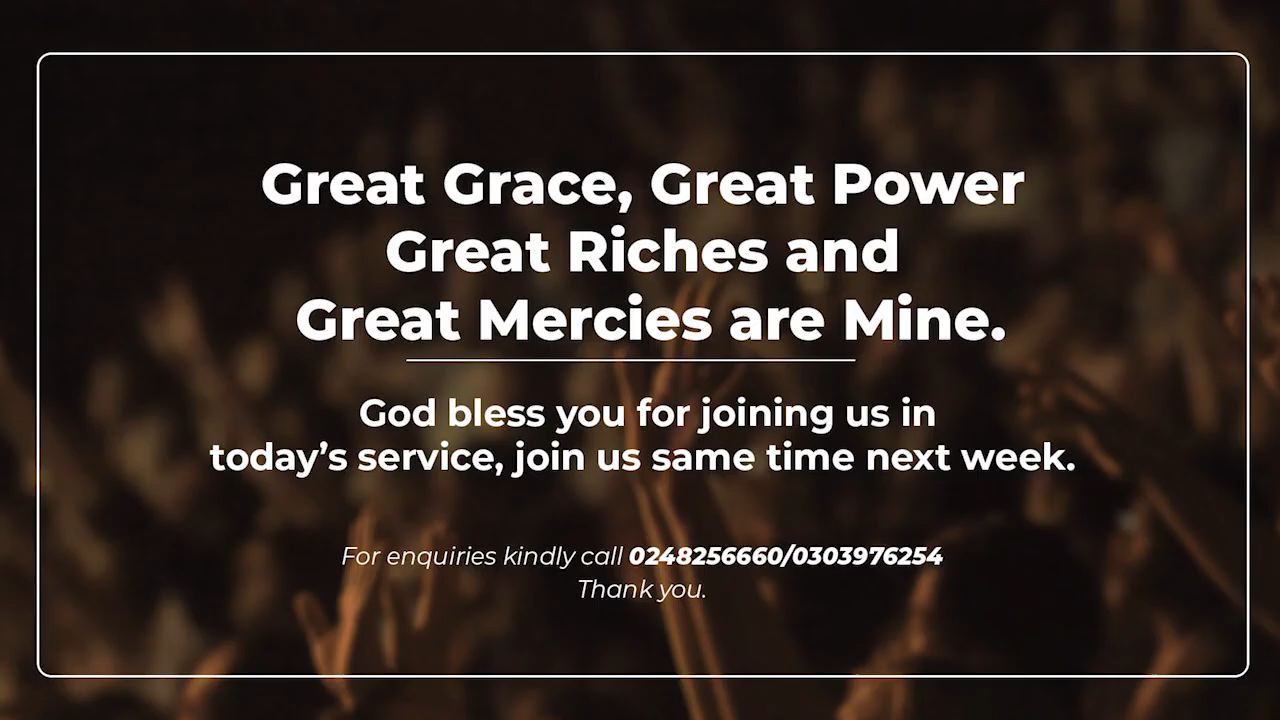 Great Grace, Great Power
Great Riches and
Great Mercies are Mine.
God bless you for joining us in
today’s service, join us same time next week.
For enquiries kindly call 0248256660/0303976254
Thank you.